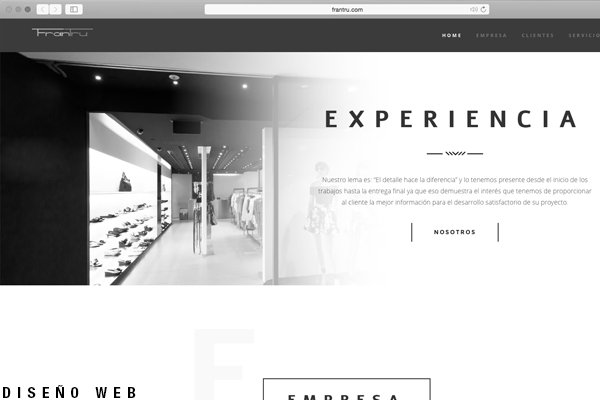 frantru.com
Frantru
HOME EMPRESA CLIENTES SERVICIO
EXPERIENCIA
Nuestro lema es: “El detalle hace la diferencia” y lo tenemos presente desde el inicio de los
trabajos hasta la entrega final ya que eso demuestra el interés que tenemos de proporcionar
al cliente la mejor información para el desarrollo satisfactorio de su proyecto.
NOSOTROS
E
DISEÑO WEB
EMPRESA